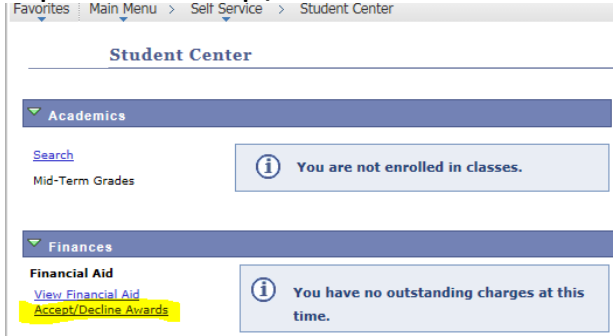 Favorites Main Menu > Self Service > Student Center
Student Center
Academics
Search
Mid-Term Grades
You are not enrolled in classes.
Finances
Financial Aid
View Financial Aid
Accept/Decline Awards
You have no outstanding charges at this
time.